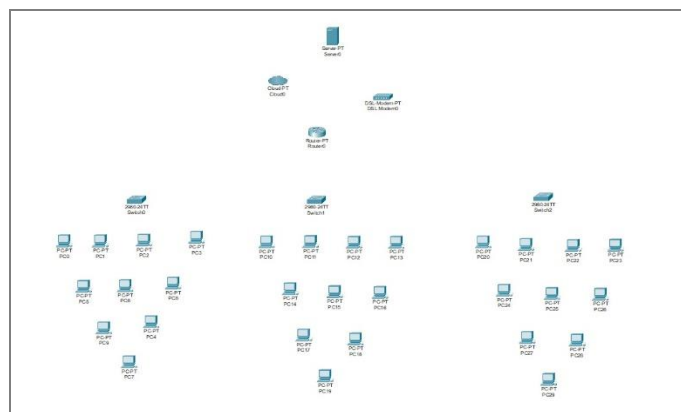 Server-PT
Server0
Cloud-PT
Cloud0
DSL-Modem-PT
DSL Modem0
Router-PT
Router0
2960-24TT
Switch0
2960-24TT
Switch1
2960-24TT
Switch2
PC-PT
PC0
PC-PT
PC1
PC-PT
PC2
PC-PT
PC3
PC-PT
PC10
PC-PT
PC11
PC-PT
PC12
PC-PT
PC13
PC-PT
PC20
PC-PT
PC21
PC-PT
PC22
PC-PT
PC23
PC-PT
PC-PT
PC-PT
PC-PT
PC14
PC-PT
PC15
PC-PT
PC16
PC-PT
PC24
PC-PT
PC25
PC-PT
PC26
PC-PT
PC-PT
PC4
PC-PT
PC17
PC-PT
PC18
PC-PT
PC27
PC-PT
PC28
PC-PT
PC7
PC-PT
PC19
PC-PT
PC29